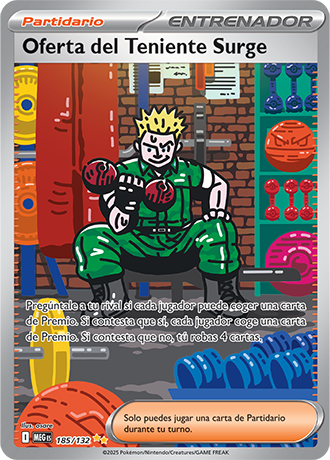 Partidario
ENTRENADOR
Oferta del Teniente Surge
Pregúntale a tu rival si cada jugador puede coger una carta
de Premio. Si contesta que sí, cada jugador coge una carta
de Premio. Si contesta que no, tú robas 4 cartas.
Ilus. osare
I MEG ES 185/132
Solo puedes jugar una carta de Partidario
durante tu turno.
©2025 Pokémon/Nintendo/Creatures/GAME FREAK